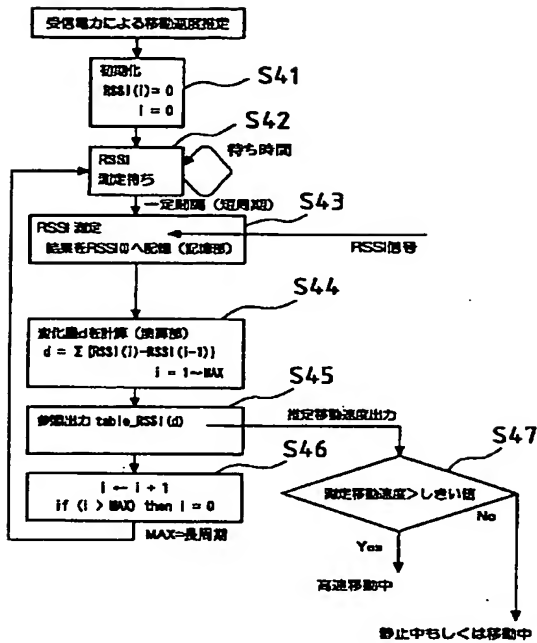 受信電力による移動速度推定
初期化
RSSI(i)= 0
i = 0
S41
S42
RSSI
測定待ち
待ち時間
一定間隔 (短周期)
S43
RSSI 測定
結果をRSSI(i)へ記憶 (記憶部)
RSSI信号
S44
変化量dを計算 (演算部)
d = Σ {RSSI(i)-RSSI(i-1)}
i = 1~MAX
S45
参照出力 table_RSSI(d)
推定移動速度出力
S46
i ← i + 1
if (i > MAX) then i = 0
MAX=長周期
S47
測定移動速度>しきい値
No
Yes
高速移動中
静止中もしくは移動中